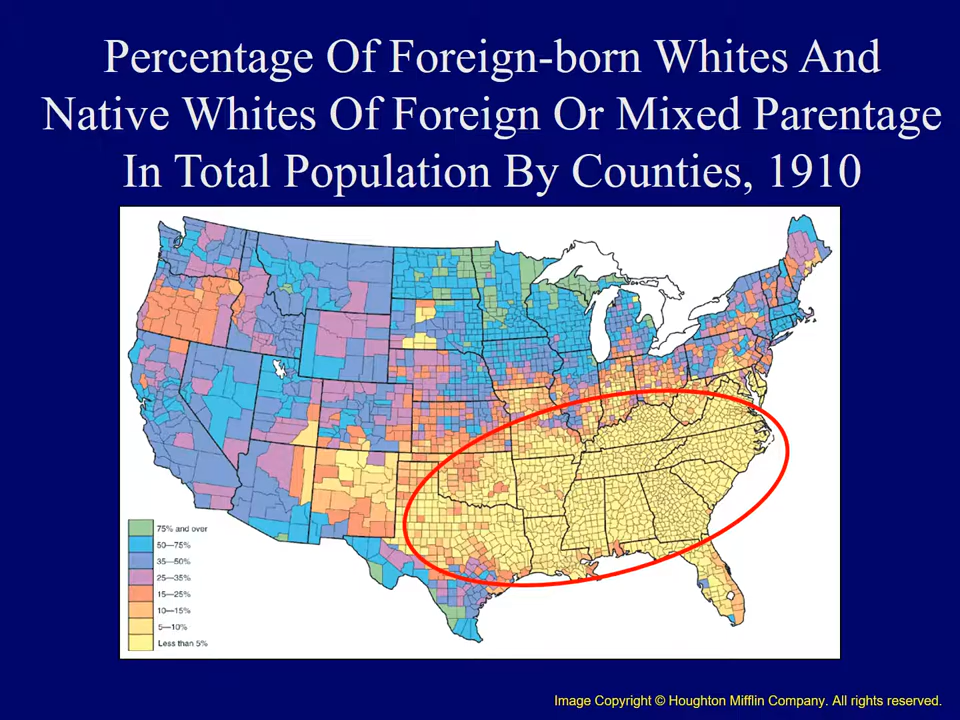 Percentage Of Foreign-born Whites And
Native Whites Of Foreign Or Mixed Parentage
In Total Population By Counties, 1910
75% and over
50—75%
35—50%
25—35%
15—25%
10—15%
5—10%
Less than 5%
Image Copyright © Houghton Mifflin Company. All rights reserved.